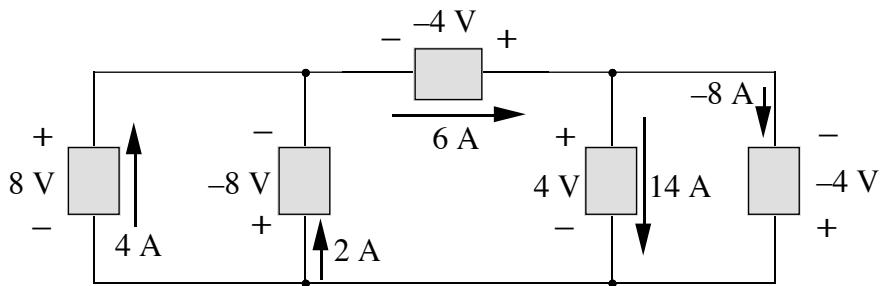 –4 V
– +
6 A
–8 A
+
8 V
–
4 A
–
–8 V
+
2 A
+
4 V
–
14 A
–
–4 V
+